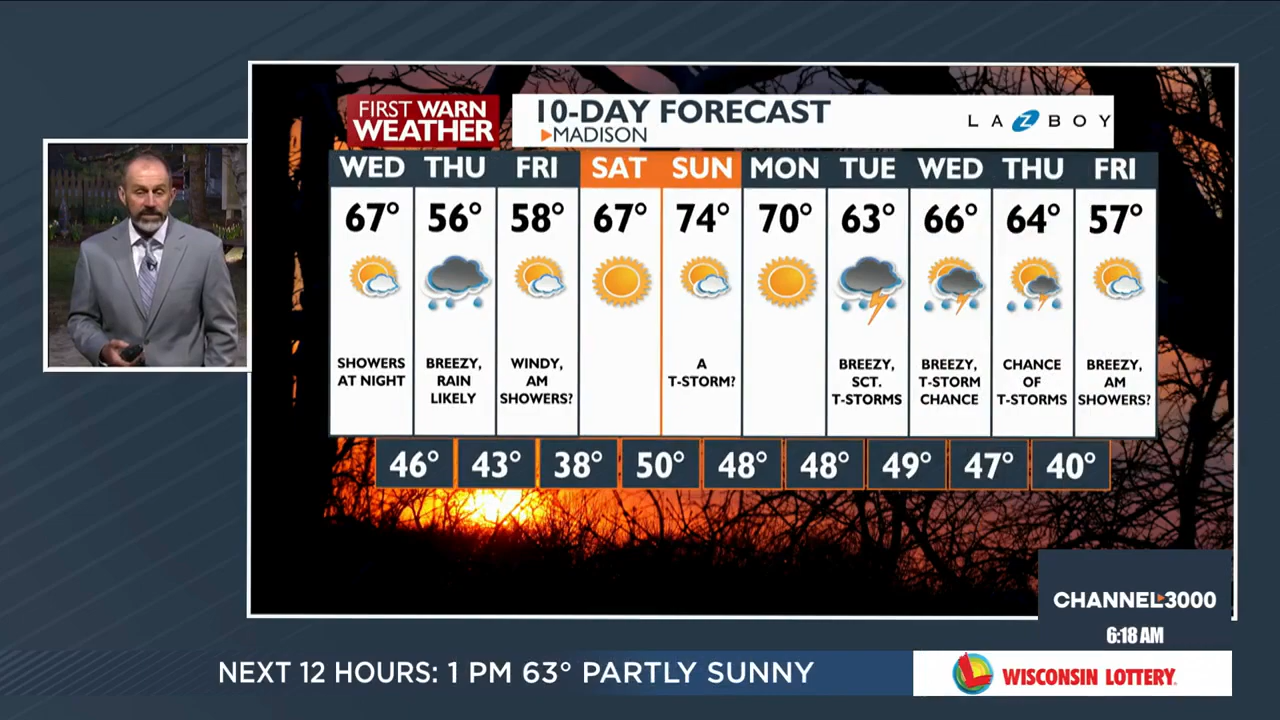 FIRST WARN
WEATHER
10-DAY FORECAST
MADISON
LA Z BOY
WED THU FRI SAT SUN MON TUE WED THU FRI
67° 56° 58° 67° 74° 70° 63° 66° 64° 57°
SHOWERS
AT NIGHT
BREEZY,
RAIN
LIKELY
WINDY,
AM
SHOWERS?
A
T-STORM?
BREEZY,
SCT.
T-STORMS
BREEZY,
T-STORM
CHANCE
CHANCE
OF
T-STORMS
BREEZY,
AM
SHOWERS?
46° 43° 38° 50° 48° 48° 49° 47° 40°
CHANNEL3000
6:18 AM
NEXT 12 HOURS: 1 PM 63° PARTLY SUNNY
WISCONSIN LOTTERY